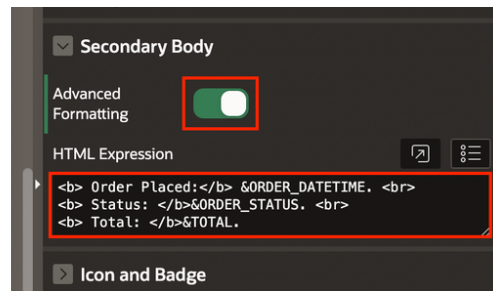 Secondary Body
Advanced
Formatting
HTML Expression
<b> Order Placed:</b> &ORDER_DATETIME. <br>
<b> Status: </b>&ORDER_STATUS. <br>
<b> Total: </b>&TOTAL.
Icon and Badge